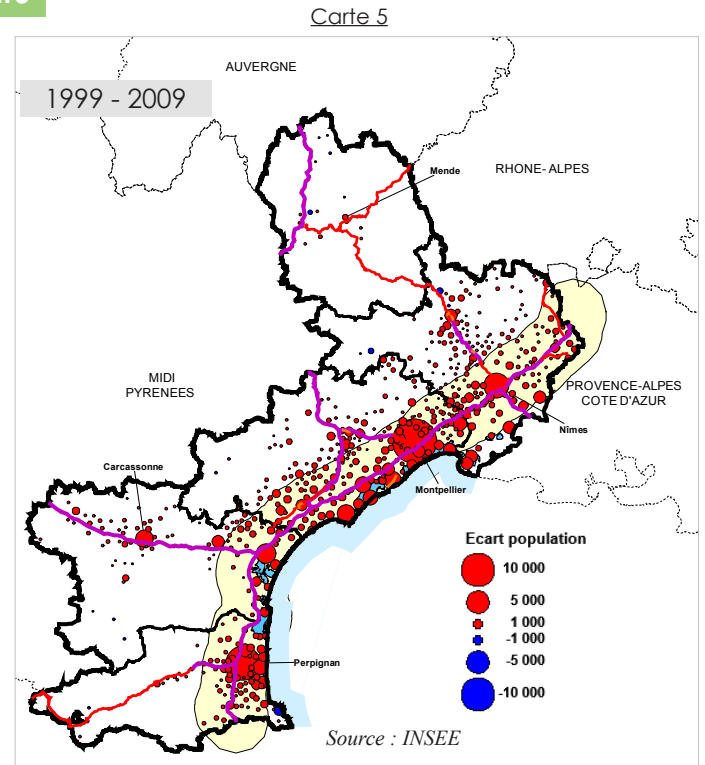 Carte 5
AUVERGNE
1999 - 2009
Mende
RHONE- ALPES
MIDI
PYRENEES
PROVENCE-ALPES
COTE D'AZUR
Nîmes
Carcassonne
Montpellier
Ecart population
10 000
5 000
1 000
-1 000
-5 000
-10 000
Perpignan
Source : INSEE